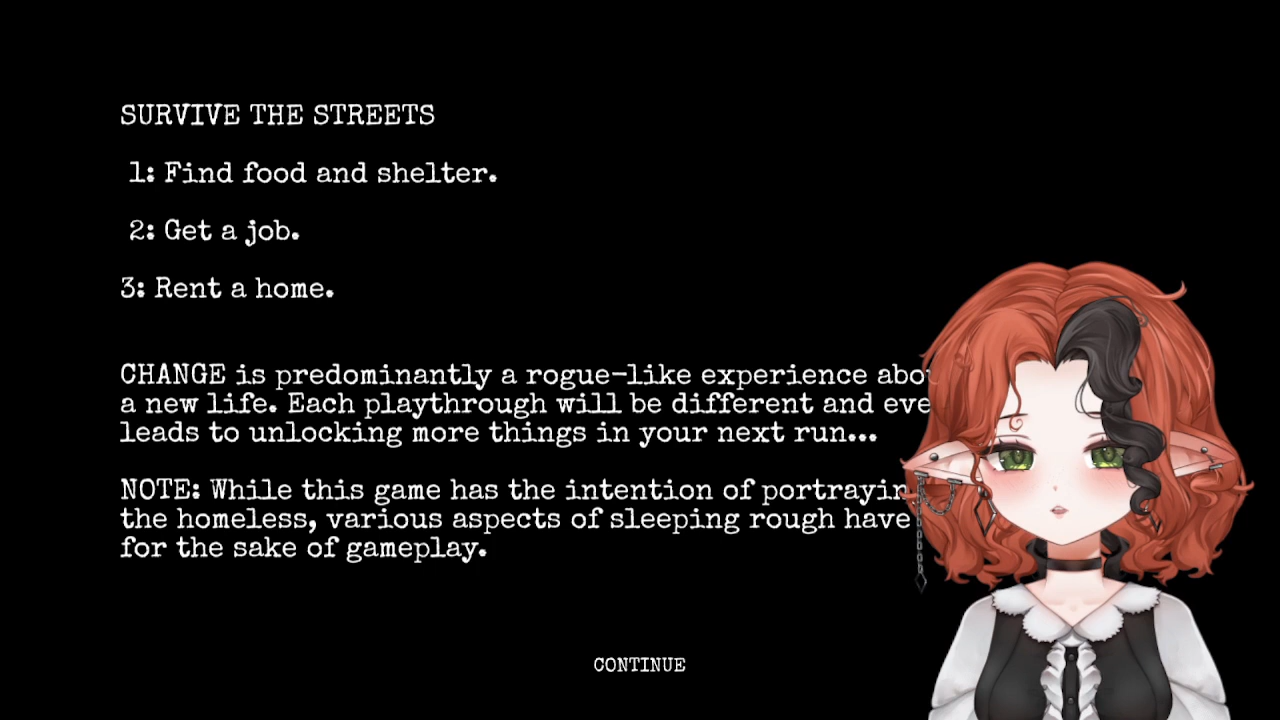 SURVIVE THE STREETS
1: Find food and shelter.
2: Get a job.
3: Rent a home.
CHANGE is predominantly a rogue-like experience
a new life. Each playthrough will be different and
leads to unlocking more things in your next run...
NOTE: While this game has the intention of
the homeless, various aspects of sleeping rough have
for the sake of gameplay.
CONTINUE